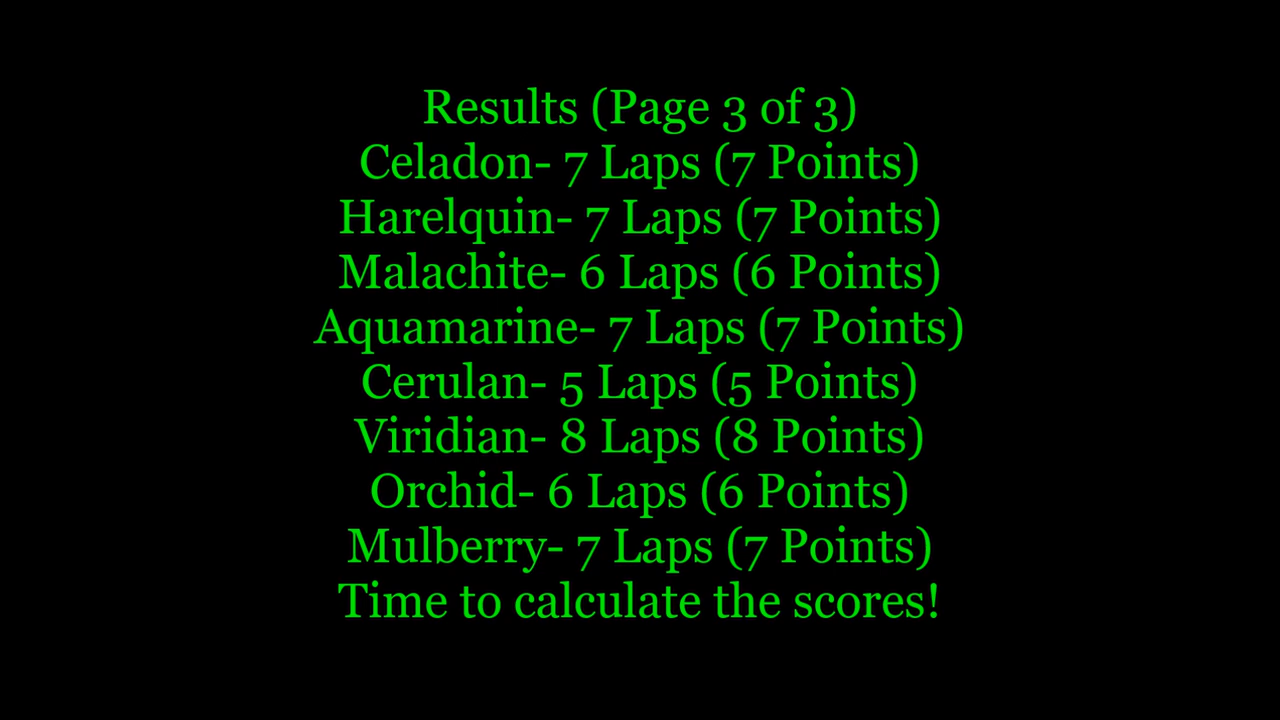 Results (Page 3 of 3)
Celadon- 7 Laps (7 Points)
Harelquin- 7 Laps (7 Points)
Malachite- 6 Laps (6 Points)
Aquamarine- 7 Laps (7 Points)
Cerulan- 5 Laps (5 Points)
Viridian- 8 Laps (8 Points)
Orchid- 6 Laps (6 Points)
Mulberry- 7 Laps (7 Points)
Time to calculate the scores!